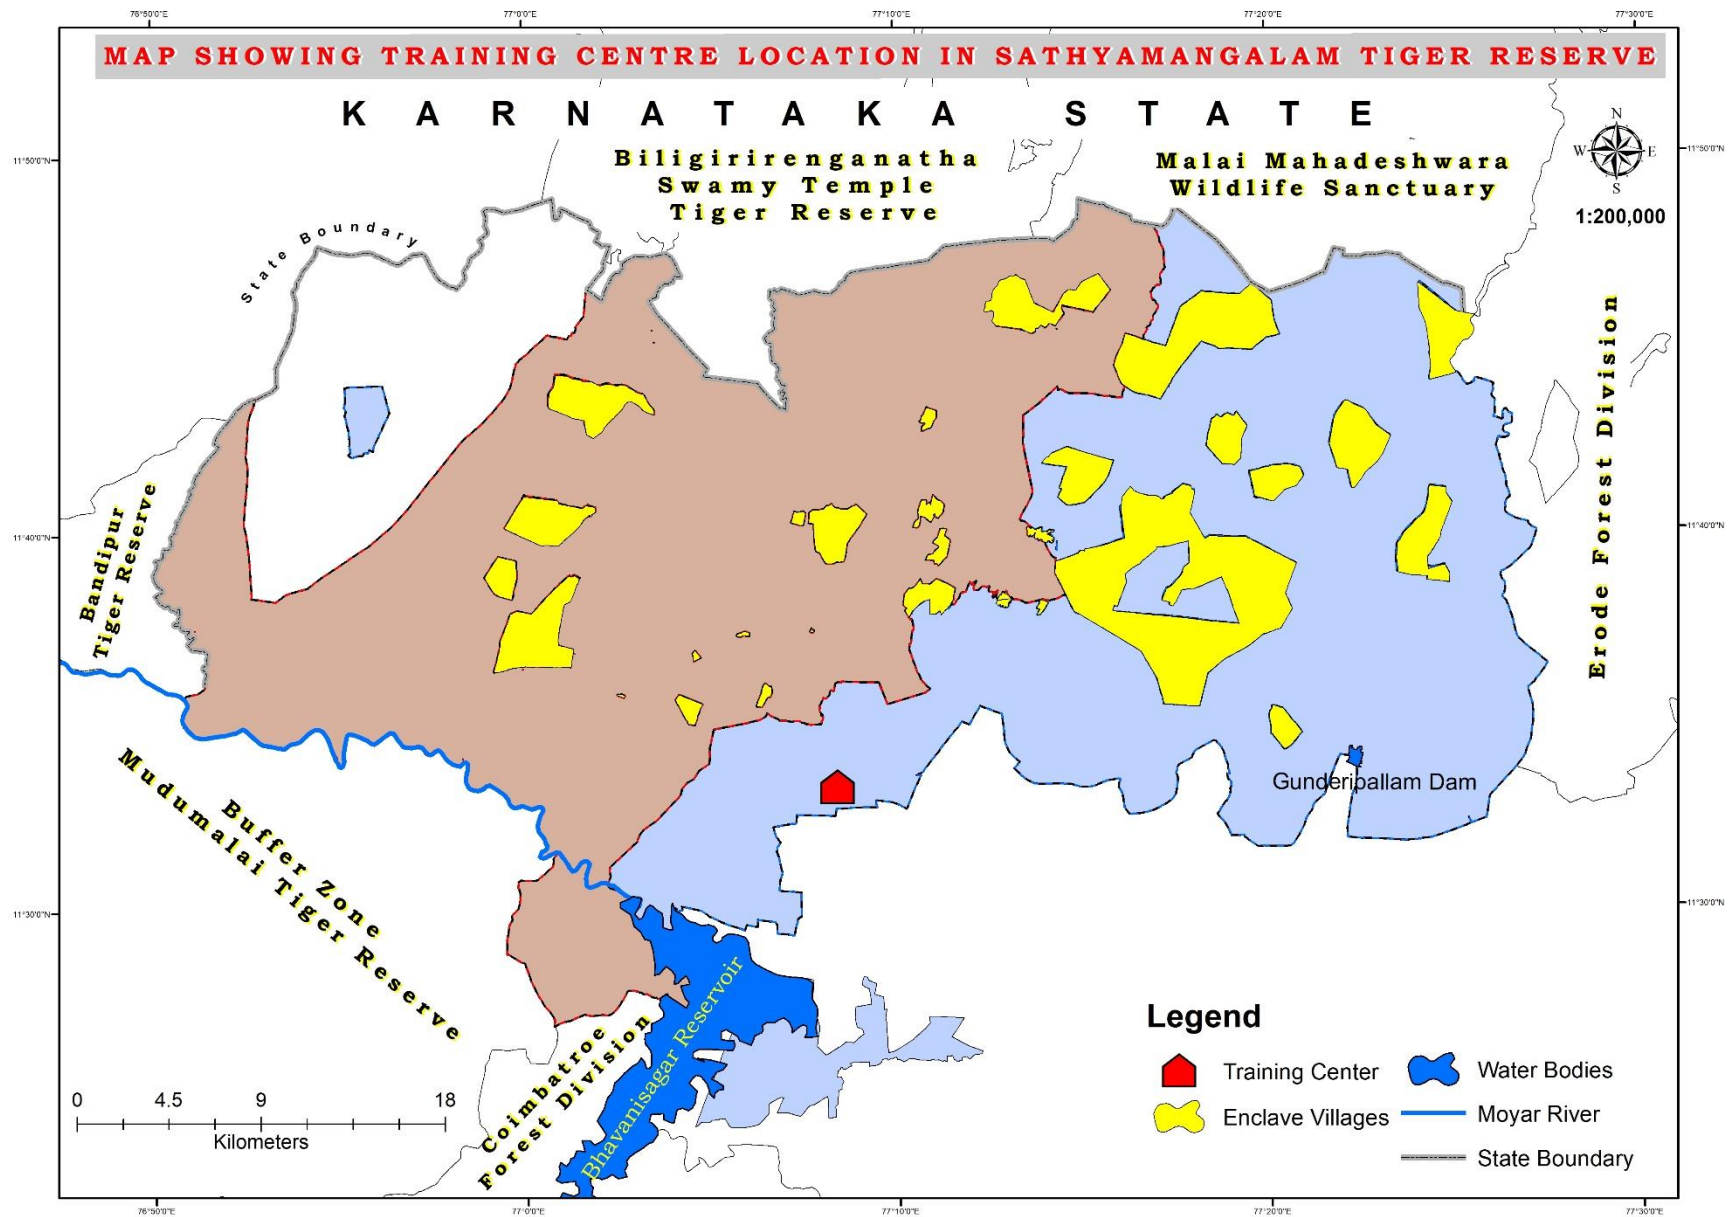 76°50'0"E
77°0'0"E
77°10'0"E
77°20'0"E
77°30'0"E
MAP SHOWING TRAINING CENTRE LOCATION IN SATHYAMANGALAM TIGER RESERVE
KARNATAKA STATE
Biligirirenganatha
Swamy Temple
Tiger Reserve
Malai Mahadeshwara
Wildlife Sanctuary
N
W
E
S
1:200,000
11°50'0"N
11°50'0"N
State Boundary
Erode Forest Division
Bandipur
Tiger Reserve
11°40'0"N
11°40'0"N
Gunderipallam Dam
Buffer Zone
Mudumalai Tiger Reserve
11°30'0"N
11°30'0"N
Bhavanisagar Reservoir
Coimbatroe
Forest Division
0
4.5
9
18
Kilometers
Legend
Training Center
Water Bodies
Enclave Villages
Moyar River
State Boundary
76°50'0"E
77°0'0"E
77°10'0"E
77°20'0"E
77°30'0"E